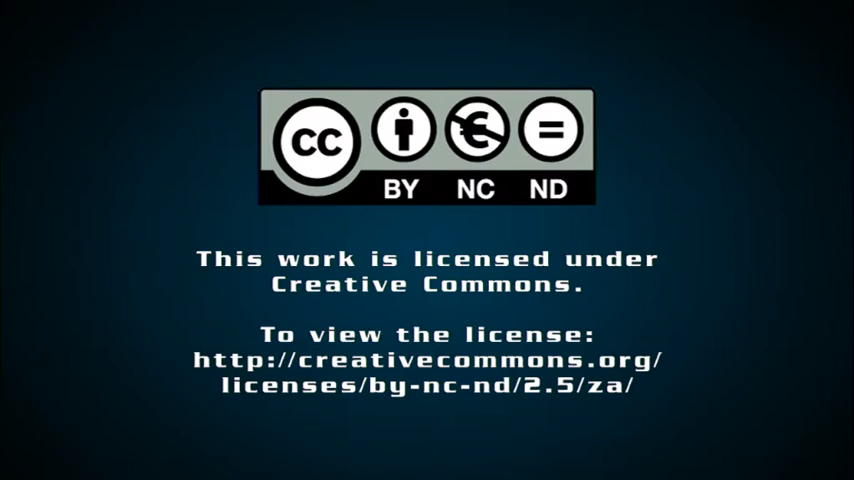 CC
BY NC ND
This work is licensed under
Creative Commons.
To view the license:
http://creativecommons.org/
licenses/by-nc-nd/2.5/za/